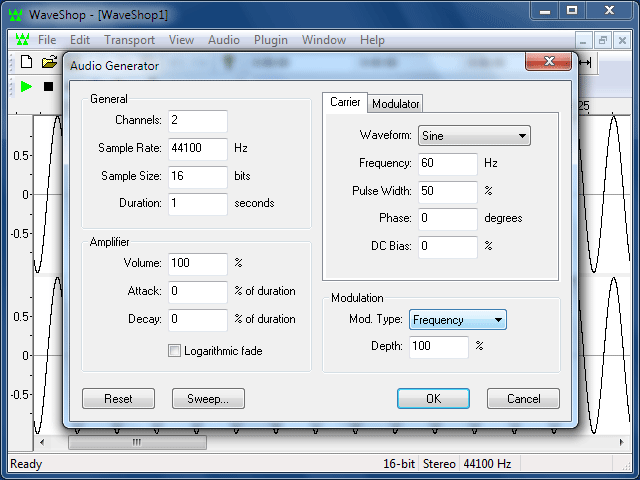 WaveShop - [WaveShop1]
File Edit Transport View Audio Plugin Window Help
Audio Generator
General
Channels: 2
Sample Rate: 44100 Hz
Sample Size: 16 bits
Duration: 1 seconds
Amplifier
Volume: 100 %
Attack: 0 % of duration
Decay: 0 % of duration
Logarithmic fade
Carrier Modulator
Waveform: Sine
Frequency: 60 Hz
Pulse Width: 50 %
Phase: 0 degrees
DC Bias: 0 %
Modulation
Mod. Type: Frequency
Depth: 100 %
Reset Sweep... OK Cancel
25
0.5
0
-0.5
0.5
0
-0.5
Ready 16-bit Stereo 44100 Hz